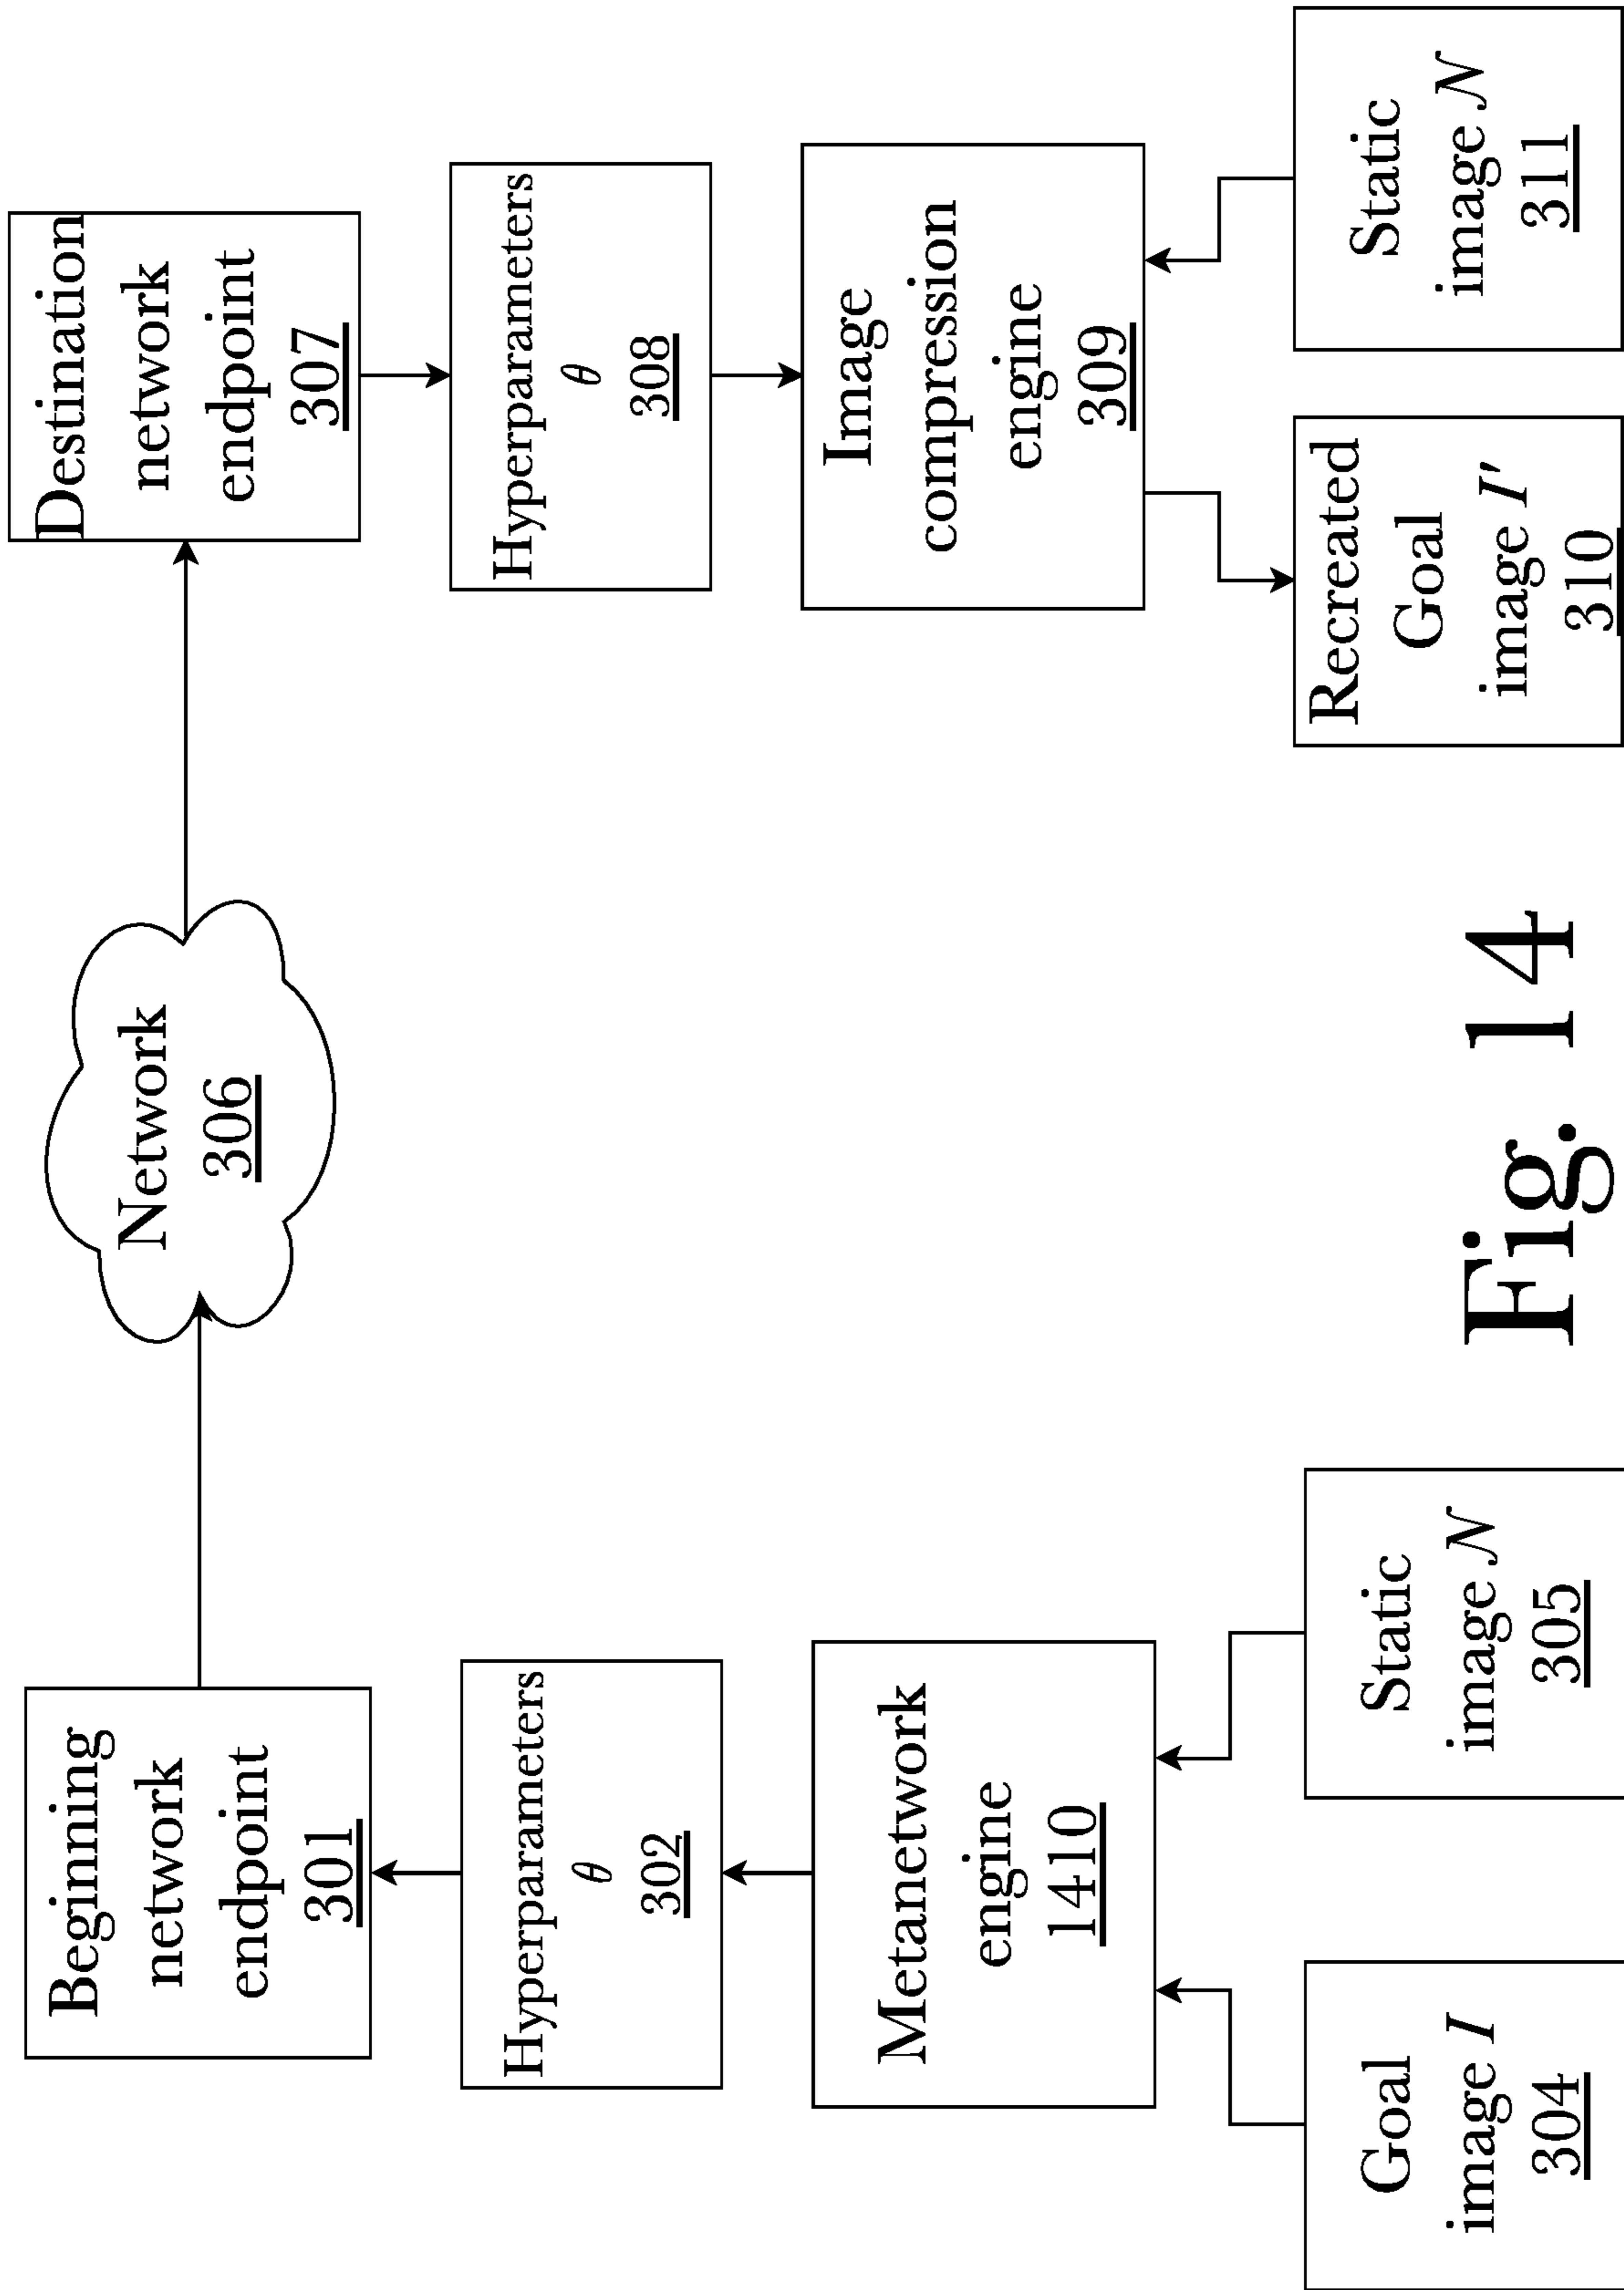 Beginning
network
endpoint
301
Network
306
Destination
network
endpoint
307
Hyperparameters
θ
302
Hyperparameters
θ
308
Metanetwork
engine
1410
Image
compression
engine
309
Goal
image I
304
Static
image 𝒩
305
Recreated
Goal
image I′
310
Static
image 𝒩
311
Fig. 14